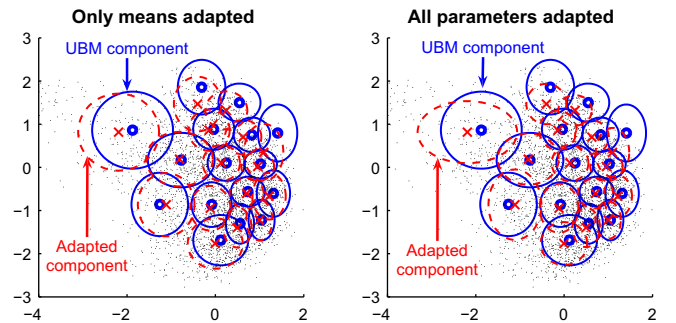 Only means adapted
All parameters adapted
UBM component
UBM component
3
2
1
0
−1
−2
−3
3
2
1
0
−1
−2
−3
Adapted
component
Adapted
component
−4
−2
0
2
−4
−2
0
2